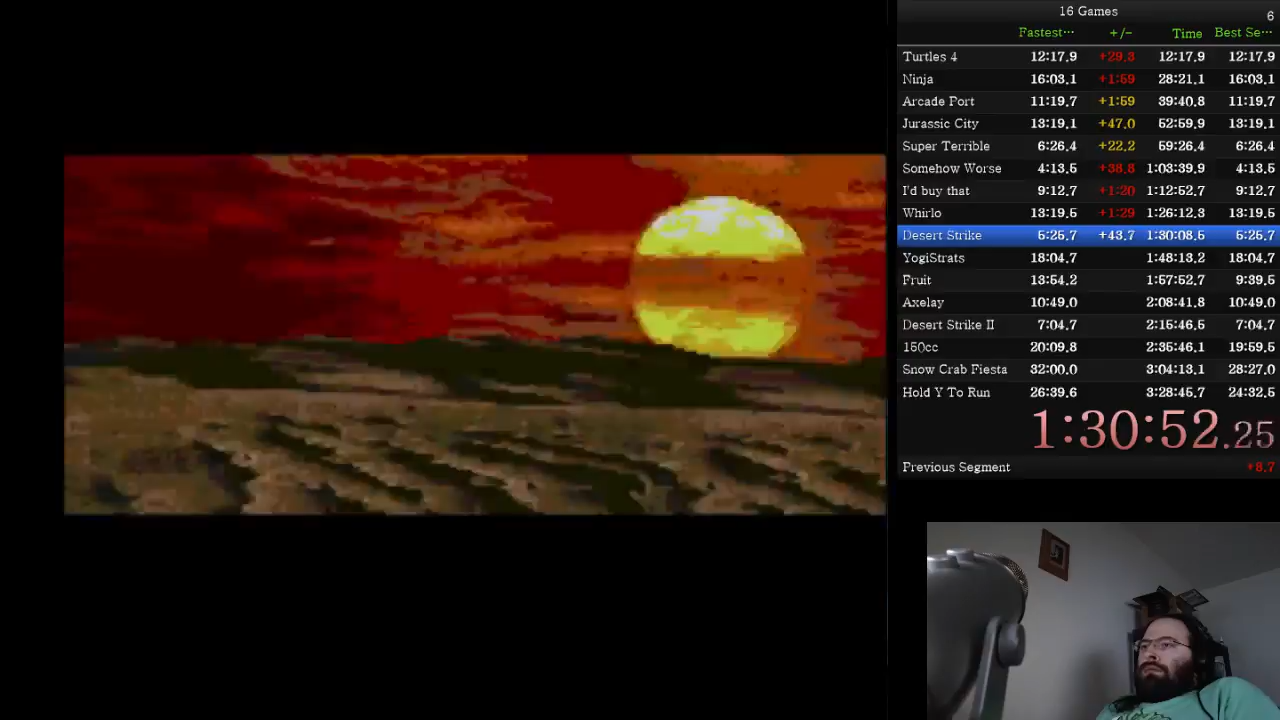 16 Games
6
Fastest… +/- Time Best Se…
Turtles 4 12:17.9 +29.3 12:17.9 12:17.9
Ninja 16:03.1 +1:59 28:21.1 16:03.1
Arcade Port 11:19.7 +1:59 39:40.8 11:19.7
Jurassic City 13:19.1 +47.0 52:59.9 13:19.1
Super Terrible 6:26.4 +22.2 59:26.4 6:26.4
Somehow Worse 4:13.5 +38.8 1:03:39.9 4:13.5
I'd buy that 9:12.7 +1:20 1:12:52.7 9:12.7
Whirlo 13:19.5 +1:29 1:26:12.3 13:19.5
Desert Strike 5:25.7 +43.7 1:30:08.5 5:25.7
YogiStrats 18:04.7 1:48:13.2 18:04.7
Fruit 13:54.2 1:57:52.7 9:39.5
Axelay 10:49.0 2:08:41.8 10:49.0
Desert Strike II 7:04.7 2:15:46.5 7:04.7
150cc 20:09.8 2:35:46.1 19:59.5
Snow Crab Fiesta 32:00.0 3:04:13.1 28:27.0
Hold Y To Run 26:39.6 3:28:45.7 24:32.5
1:30:52.25
Previous Segment +8.7